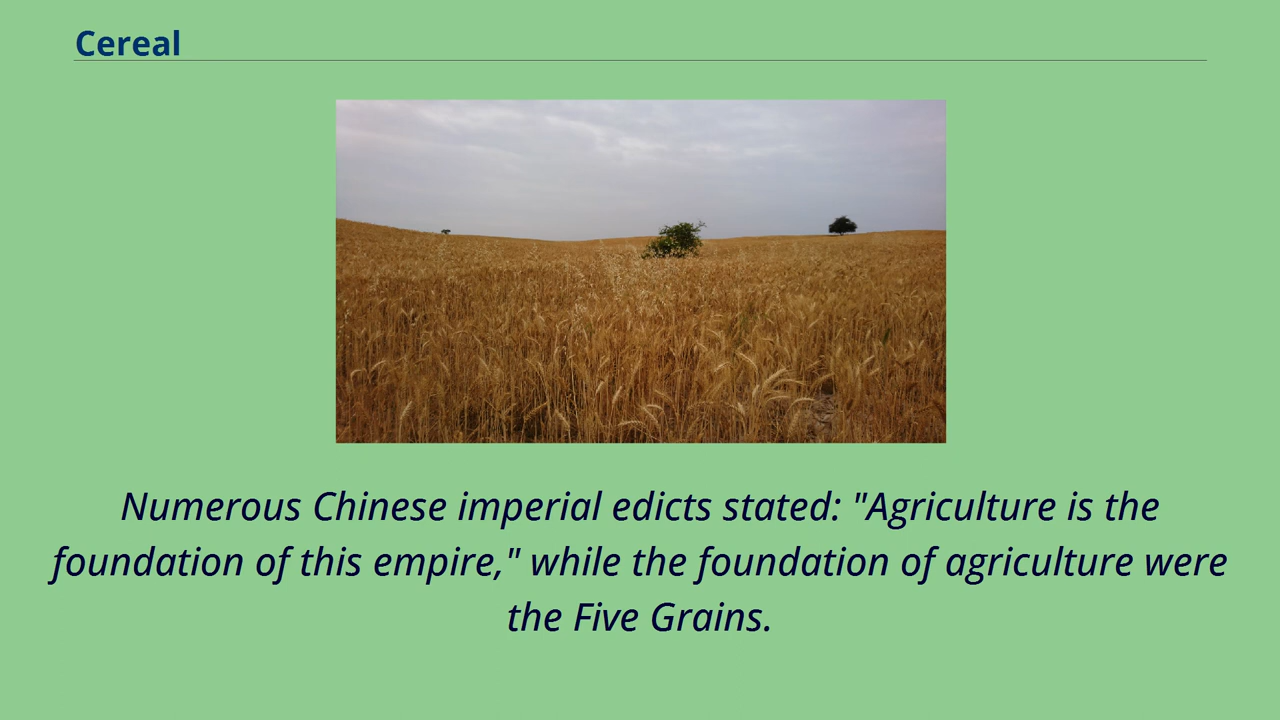 Cereal
Numerous Chinese imperial edicts stated: "Agriculture is the
foundation of this empire," while the foundation of agriculture were
the Five Grains.